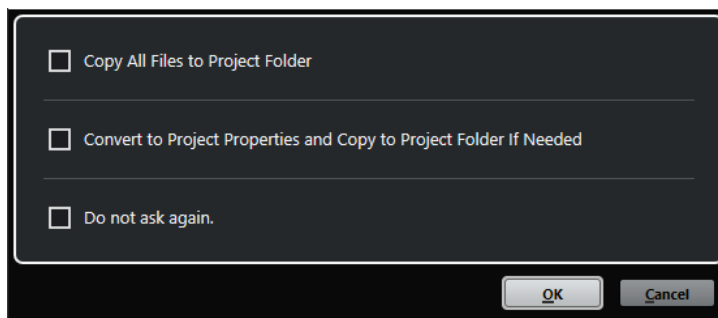 Copy All Files to Project Folder
Convert to Project Properties and Copy to Project Folder If Needed
Do not ask again.
OK
Cancel